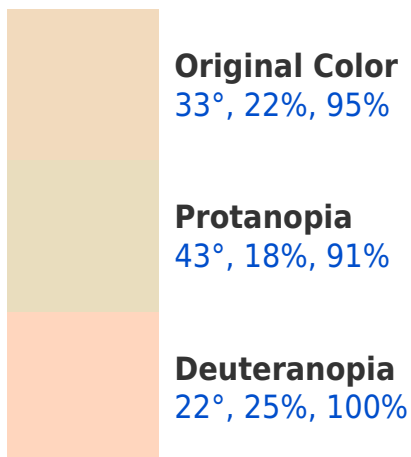 Original Color
33°, 22%, 95%
Protanopia
43°, 18%, 91%
Deuteranopia
22°, 25%, 100%